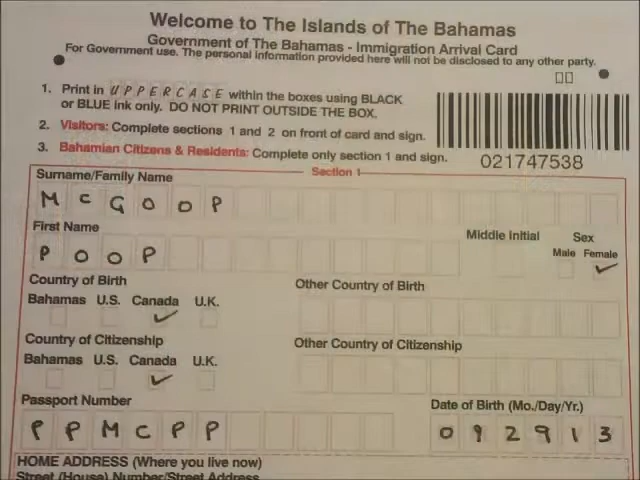 Welcome to The Islands of The Bahamas
Government of The Bahamas - Immigration Arrival Card
For Government use. The personal information provided here will not be disclosed to any other party.
1. Print in UPPERCASE within the boxes using BLACK
or BLUE ink only. DO NOT PRINT OUTSIDE THE BOX.
2. Visitors: Complete sections 1 and 2 on front of card and sign.
3. Bahamian Citizens & Residents: Complete only section 1 and sign.
021747538
Section 1
Surname/Family Name
McGOOP
First Name
Middle Initial
Sex
Male Female
POOP
Country of Birth
Other Country of Birth
Bahamas U.S. Canada U.K.
Country of Citizenship
Other Country of Citizenship
Bahamas U.S. Canada U.K.
Passport Number
Date of Birth (Mo./Day/Yr.)
PPMCPP
092913
HOME ADDRESS (Where you live now)
Street (House) Number/Street Address